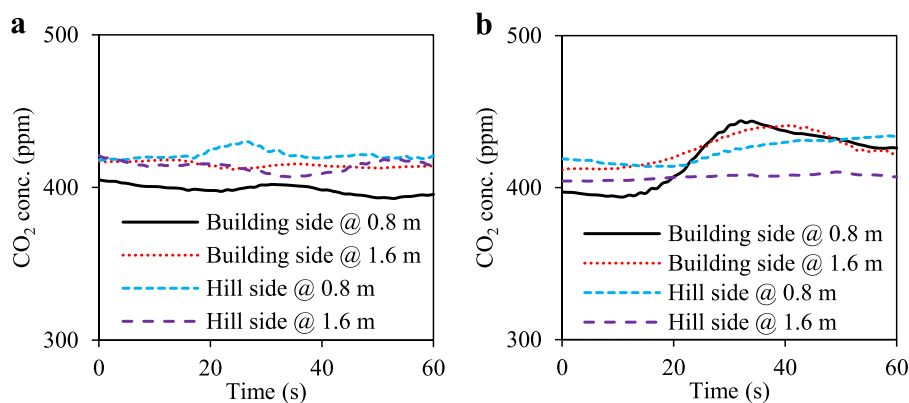 a
500
400
300
CO2 conc. (ppm)
Building side @ 0.8 m
Building side @ 1.6 m
Hill side @ 0.8 m
Hill side @ 1.6 m
0 20 40 60
Time (s)
b
500
400
300
CO2 conc. (ppm)
Building side @ 0.8 m
Building side @ 1.6 m
Hill side @ 0.8 m
Hill side @ 1.6 m
0 20 40 60
Time (s)